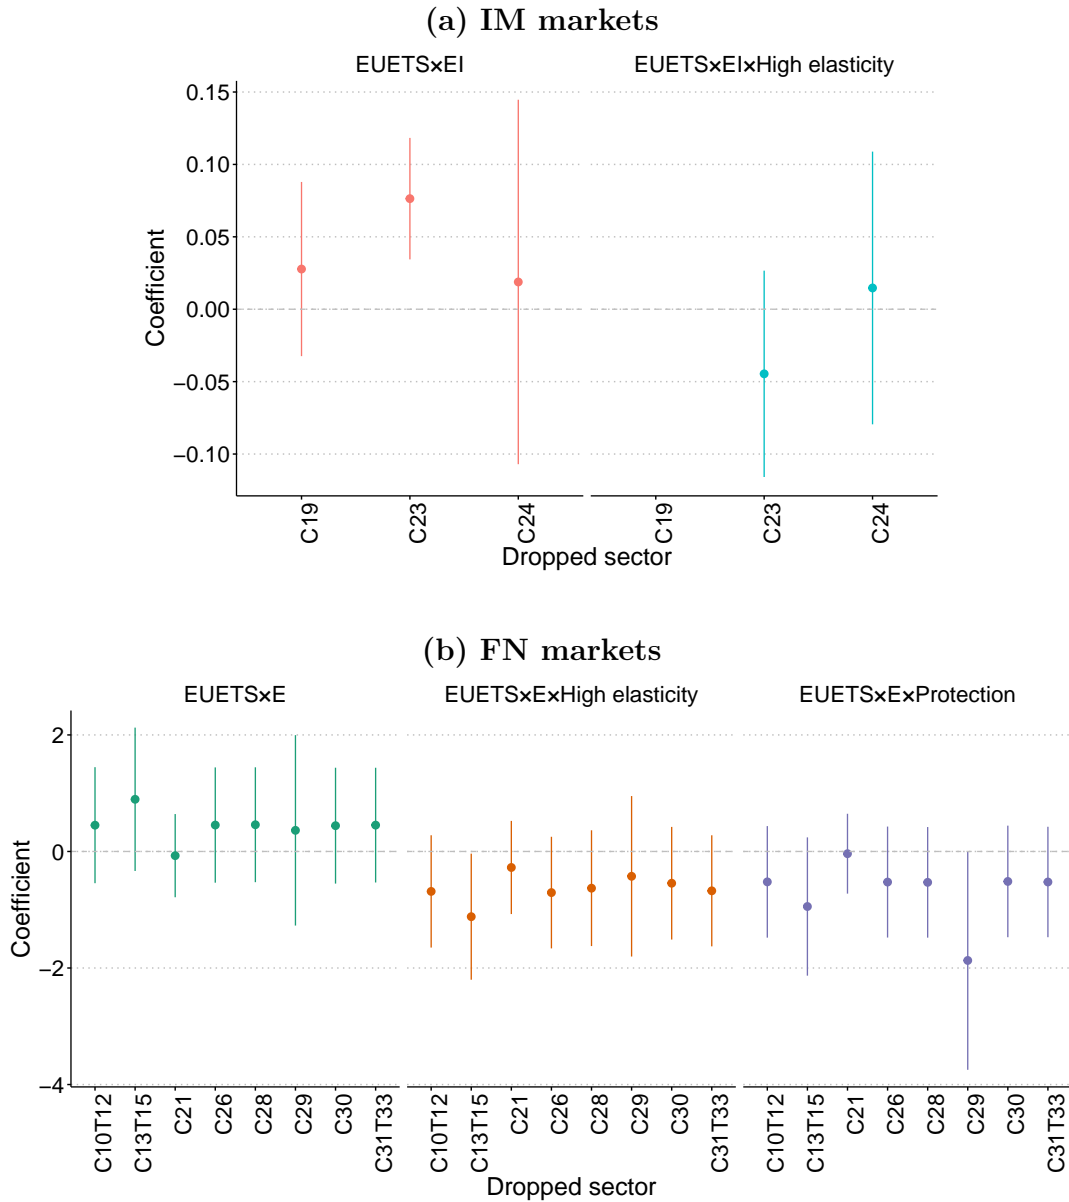 (a) IM markets
EUETS×EI EUETS×EI×High elasticity
0.15
0.10
0.05
0.00
−0.05
−0.10
Coefficient
C19 C23 C24 C19 C23 C24
Dropped sector
(b) FN markets
EUETS×E EUETS×E×High elasticity EUETS×E×Protection
2
0
−2
−4
Coefficient
C10T12 C13T15 C21 C26 C28 C29 C30 C31T33 C10T12 C13T15 C21 C26 C28 C29 C30 C31T33 C10T12 C13T15 C21 C26 C28 C29 C30 C31T33
Dropped sector